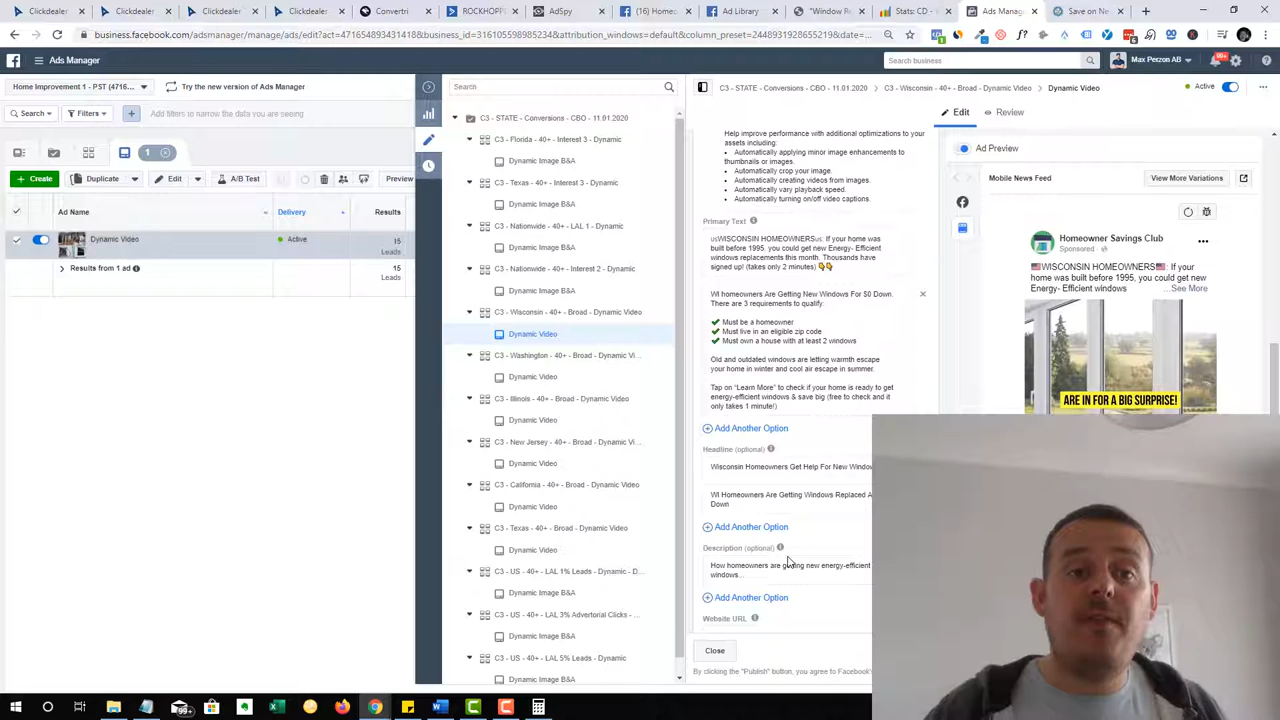 Clickdealer
Clickdealer
Converti
ROCKHOPP
AdSpy
(16) Homec
Ad Library
Window Re
Stats - CD
Ads Manag
Save on Ne
business.facebook.com/adsmanager/manage/ads/edit?act=471654893471636&business_id=316105598985234&attribution_windows=default&column_preset=2448931928655219&date=...
Ads Manager
Search business
Max Perzon AB
99+
Home Improvement 1 - PST (4716...
Try the new version of Ads Manager
Search
Filters
Add filters to narrow the data you are seeing.
+ Create
Duplicate
Edit
A/B Test
Preview
Ad Name
Delivery
Results
Dynamic Video
Active
15
Results from 1 ad
15
Leads
Search
C3 - STATE - Conversions - CBO - 11.01.2020
C3 - Florida - 40+ - Interest 3 - Dynamic
Dynamic Image B&A
C3 - Texas - 40+ - Interest 3 - Dynamic
Dynamic Image B&A
C3 - Nationwide - 40+ - LAL 1 - Dynamic
Dynamic Image B&A
C3 - Nationwide - 40+ - Interest 2 - Dynamic
Dynamic Image B&A
C3 - Wisconsin - 40+ - Broad - Dynamic Video
Dynamic Video
C3 - Washington - 40+ - Broad - Dynamic Vi...
Dynamic Video
C3 - Illinois - 40+ - Broad - Dynamic Video
Dynamic Video
C3 - New Jersey - 40+ - Broad - Dynamic Vi...
Dynamic Video
C3 - California - 40+ - Broad - Dynamic Video
Dynamic Video
C3 - Texas - 40+ - Broad - Dynamic Video
Dynamic Video
C3 - US - 40+ - LAL 1% Leads - Dynamic - D...
Dynamic Image B&A
C3 - US - 40+ - LAL 3% Advertorial Clicks - ...
Dynamic Image B&A
C3 - US - 40+ - LAL 5% Leads - Dynamic
Dynamic Image B&A
C3 - STATE - Conversions - CBO - 11.01.2020 > C3 - Wisconsin - 40+ - Broad - Dynamic Video > Dynamic Video
Active
Edit
Review
Help improve performance with additional optimizations to your
assets including:
• Automatically applying minor image enhancements to
thumbnails or images.
• Automatically crop your image.
• Automatically creating videos from images.
• Automatically vary playback speed.
• Automatically turning on/off video captions.
Primary Text
usWISCONSIN HOMEOWNERSus: If your home was
built before 1995, you could get new Energy- Efficient
windows replacements this month. Thousands have
signed up! (takes only 2 minutes) 👇👇
WI homeowners Are Getting New Windows For $0 Down.
There are 3 requirements to qualify:
✔ Must be a homeowner
✔ Must live in an eligible zip code
✔ Must own a house with at least 2 windows
Old and outdated windows are letting warmth escape
your home in winter and cool air escape in summer.
Tap on “Learn More” to check if your home is ready to get
energy-efficient windows & save big (free to check and it
only takes 1 minute!)
Add Another Option
Headline (optional)
Wisconsin Homeowners Get Help For New Window
WI Homeowners Are Getting Windows Replaced A
Down
Add Another Option
Description (optional)
How homeowners are getting new energy-efficient
windows...
Add Another Option
Website URL
Close
By clicking the "Publish" button, you agree to Facebook's
Ad Preview
Mobile News Feed
View More Variations
Homeowner Savings Club
Sponsored ·
🇺🇸WISCONSIN HOMEOWNERS🇺🇸: If your
home was built before 1995, you could get new
Energy- Efficient windows ...See More
ARE IN FOR A BIG SURPRISE!
99+